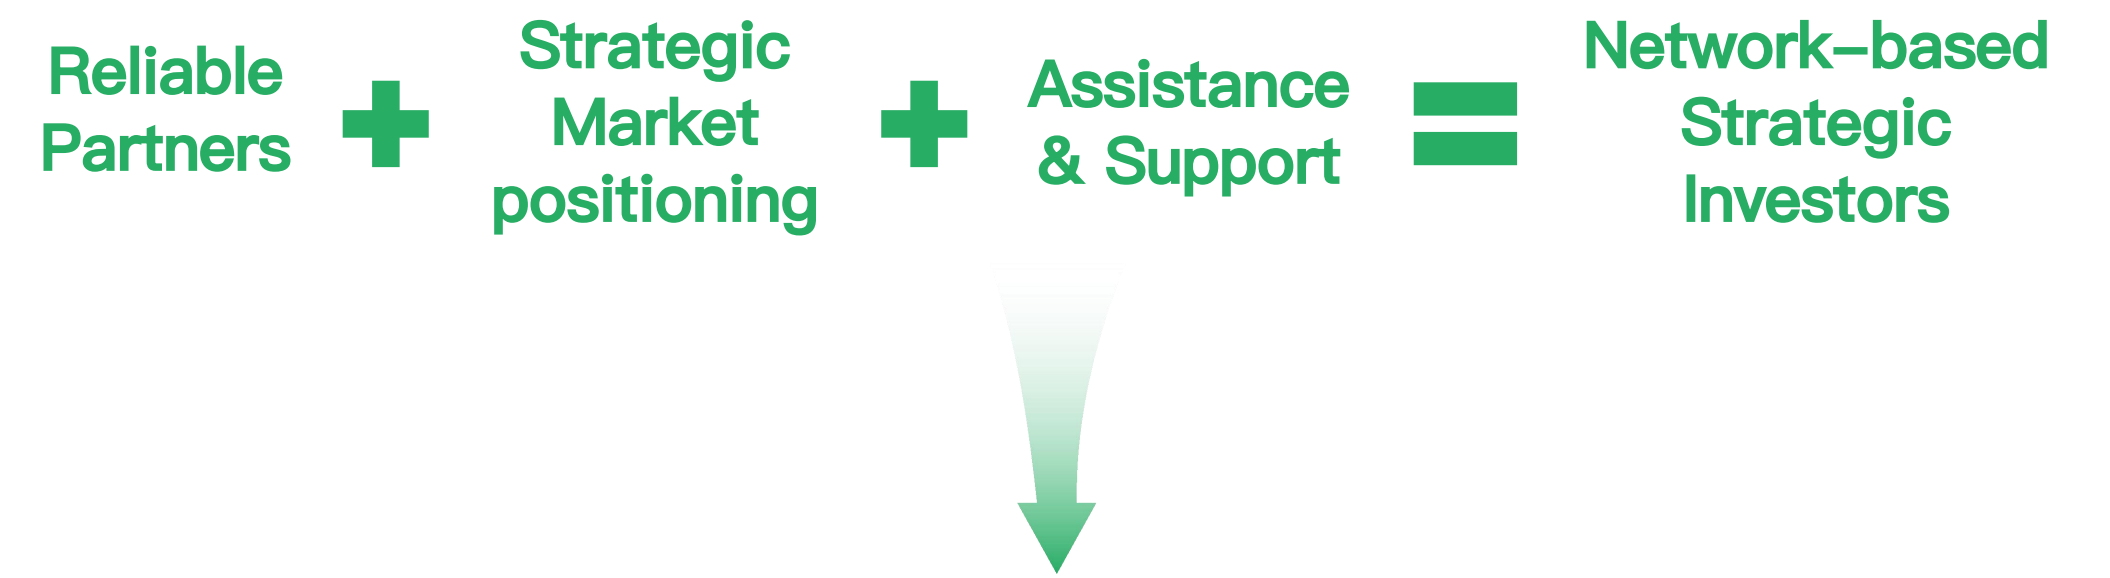 Reliable
Partners
+
Strategic
Market
positioning
+
Assistance
& Support
=
Network–based
Strategic
Investors